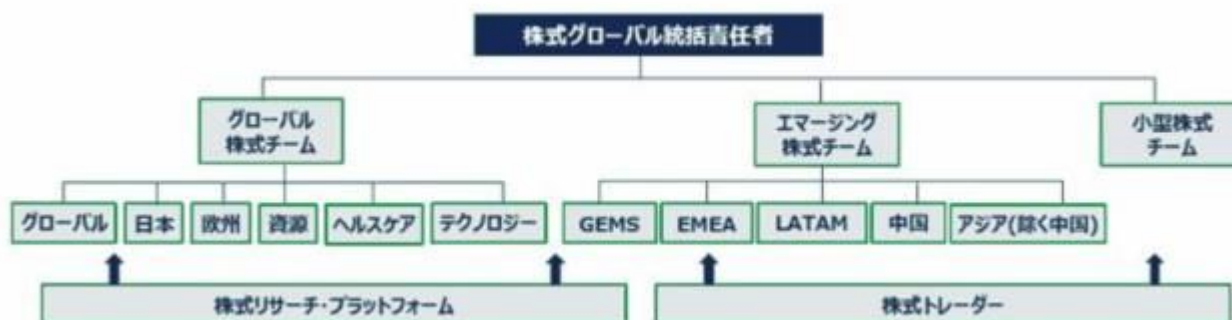 株式グローバル統括責任者
グローバル
株式チーム
エマージング
株式チーム
小型株式
チーム
グローバル
日本
欧州
資源
ヘルスケア
テクノロジー
GEMS
EMEA
LATAM
中国
アジア(除く中国)
株式リサーチ・プラットフォーム
株式トレーダー